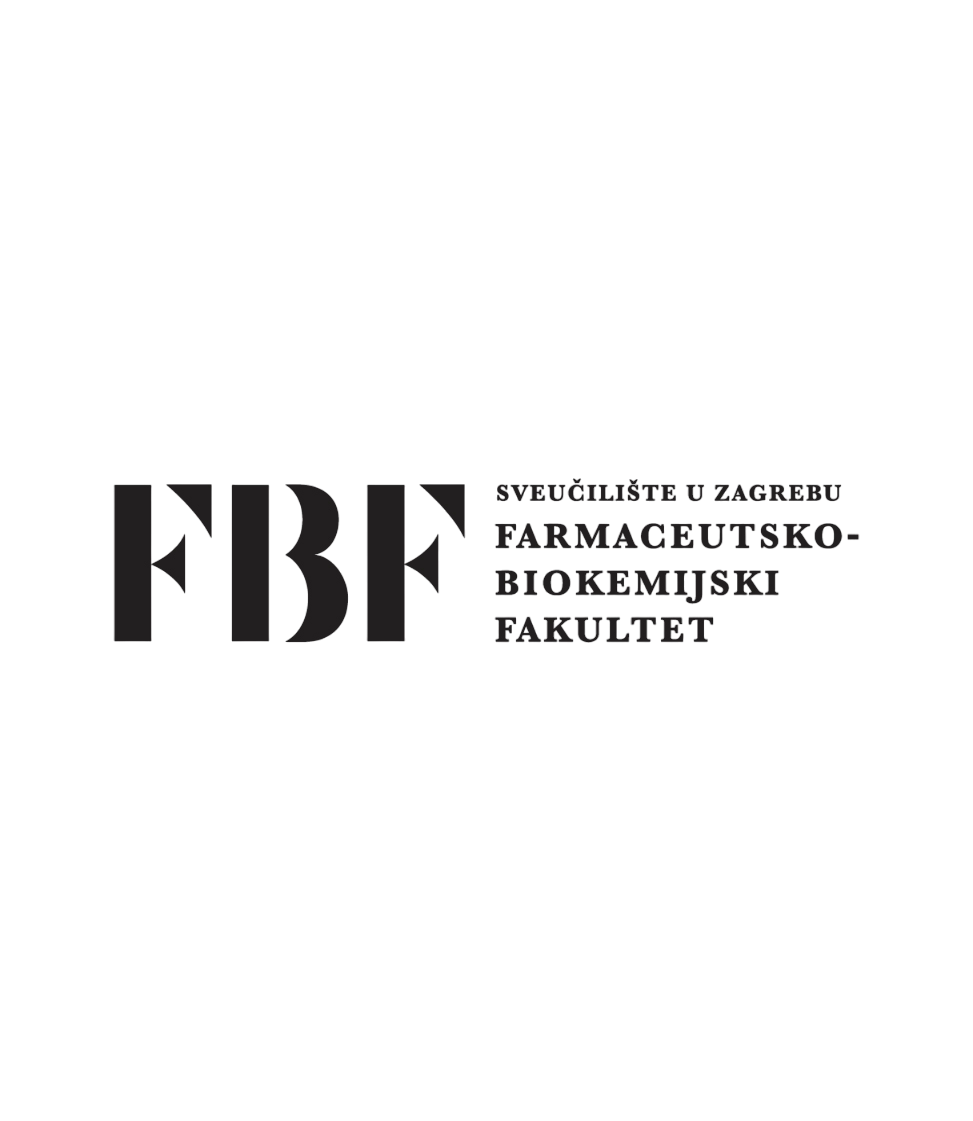 FBF
SVEUČILIŠTE U ZAGREBU
FARMACEUTSKO-
BIOKEMIJSKI
FAKULTET